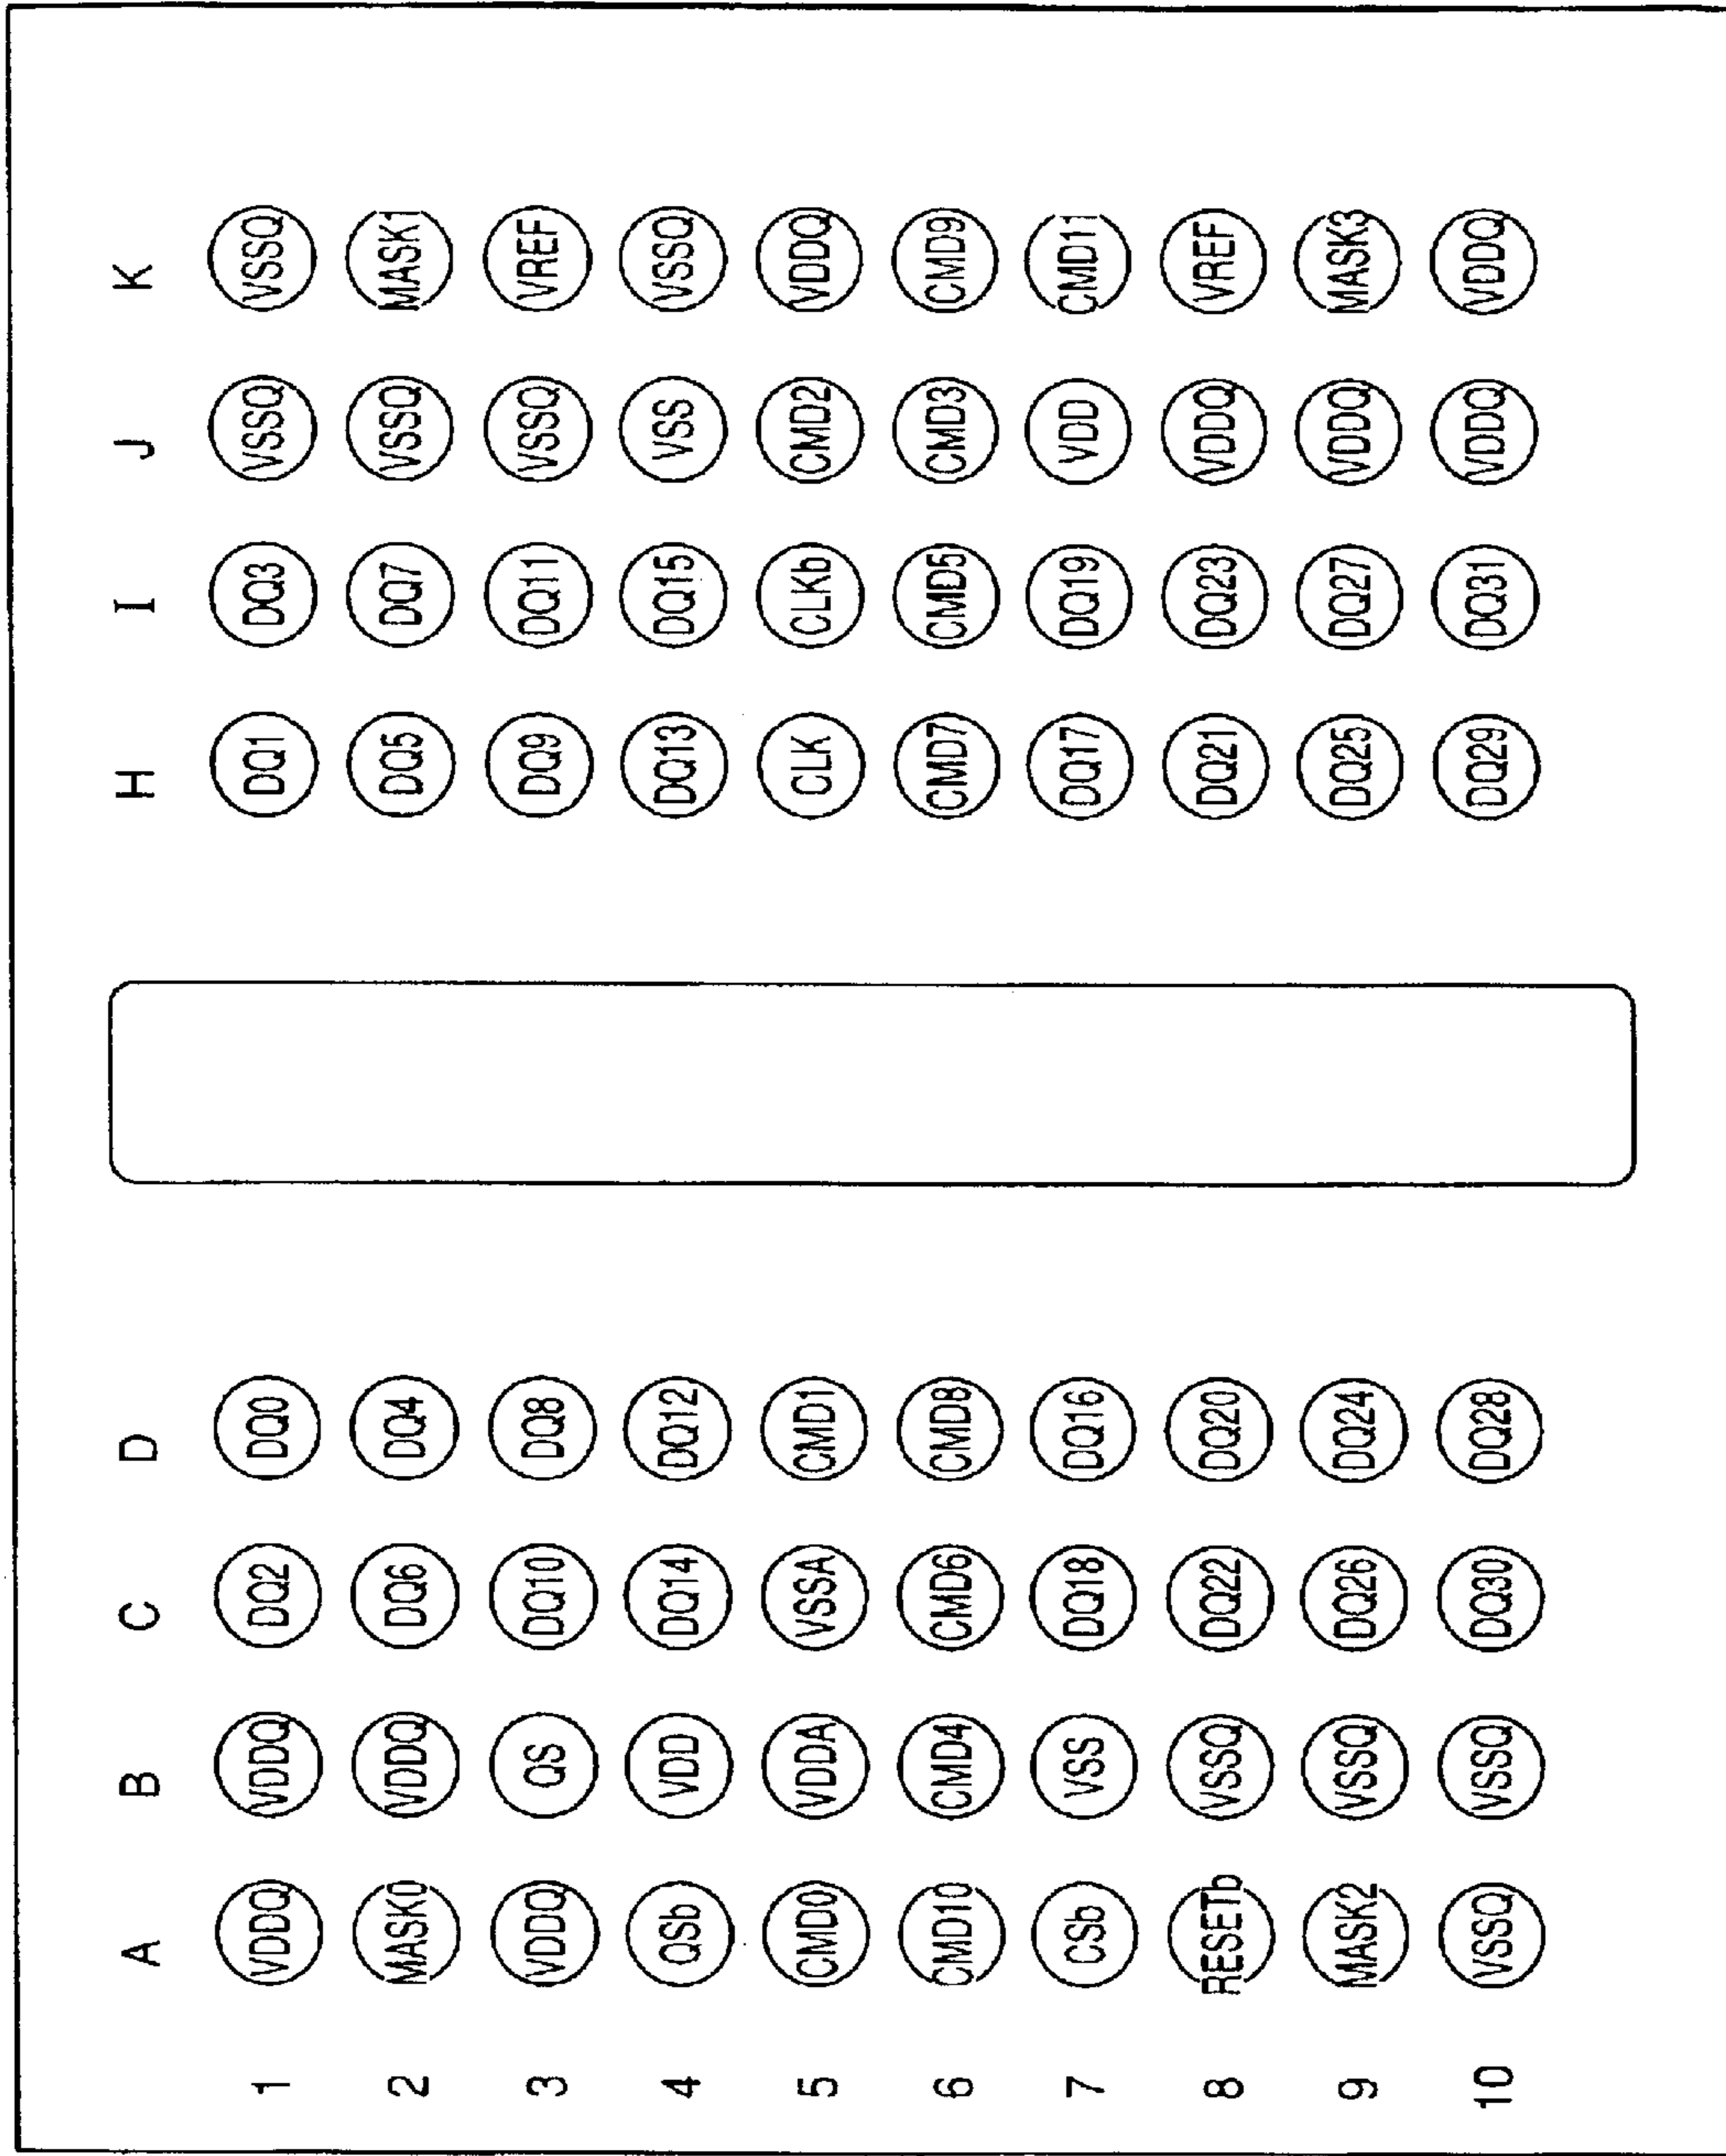 A B C D H I J K
1 VDDQ VDDQ DQ2 DQ0 DQ1 DQ3 VSSQ VSSQ
2 MASK0 VDDQ DQ6 DQ4 DQ5 DQ7 VSSQ MASK1
3 VDDQ QS DQ10 DQ8 DQ9 DQ11 VSSQ VREF
4 QSb VDD DQ14 DQ12 DQ13 DQ15 VSS VSSQ
5 CMD0 VDDA VSSA CMD1 CLK CLKb CMD2 VDDQ
6 CMD10 CMD4 CMD6 CMD8 CMD7 CMD5 CMD3 CMD9
7 CSb VSS DQ18 DQ16 DQ17 DQ19 VDD CMD11
8 RESETb VSSQ DQ22 DQ20 DQ21 DQ23 VDDQ VREF
9 MASK2 VSSQ DQ26 DQ24 DQ25 DQ27 VDDQ MASK3
10 VSSQ VSSQ DQ30 DQ28 DQ29 DQ31 VDDQ VDDQ